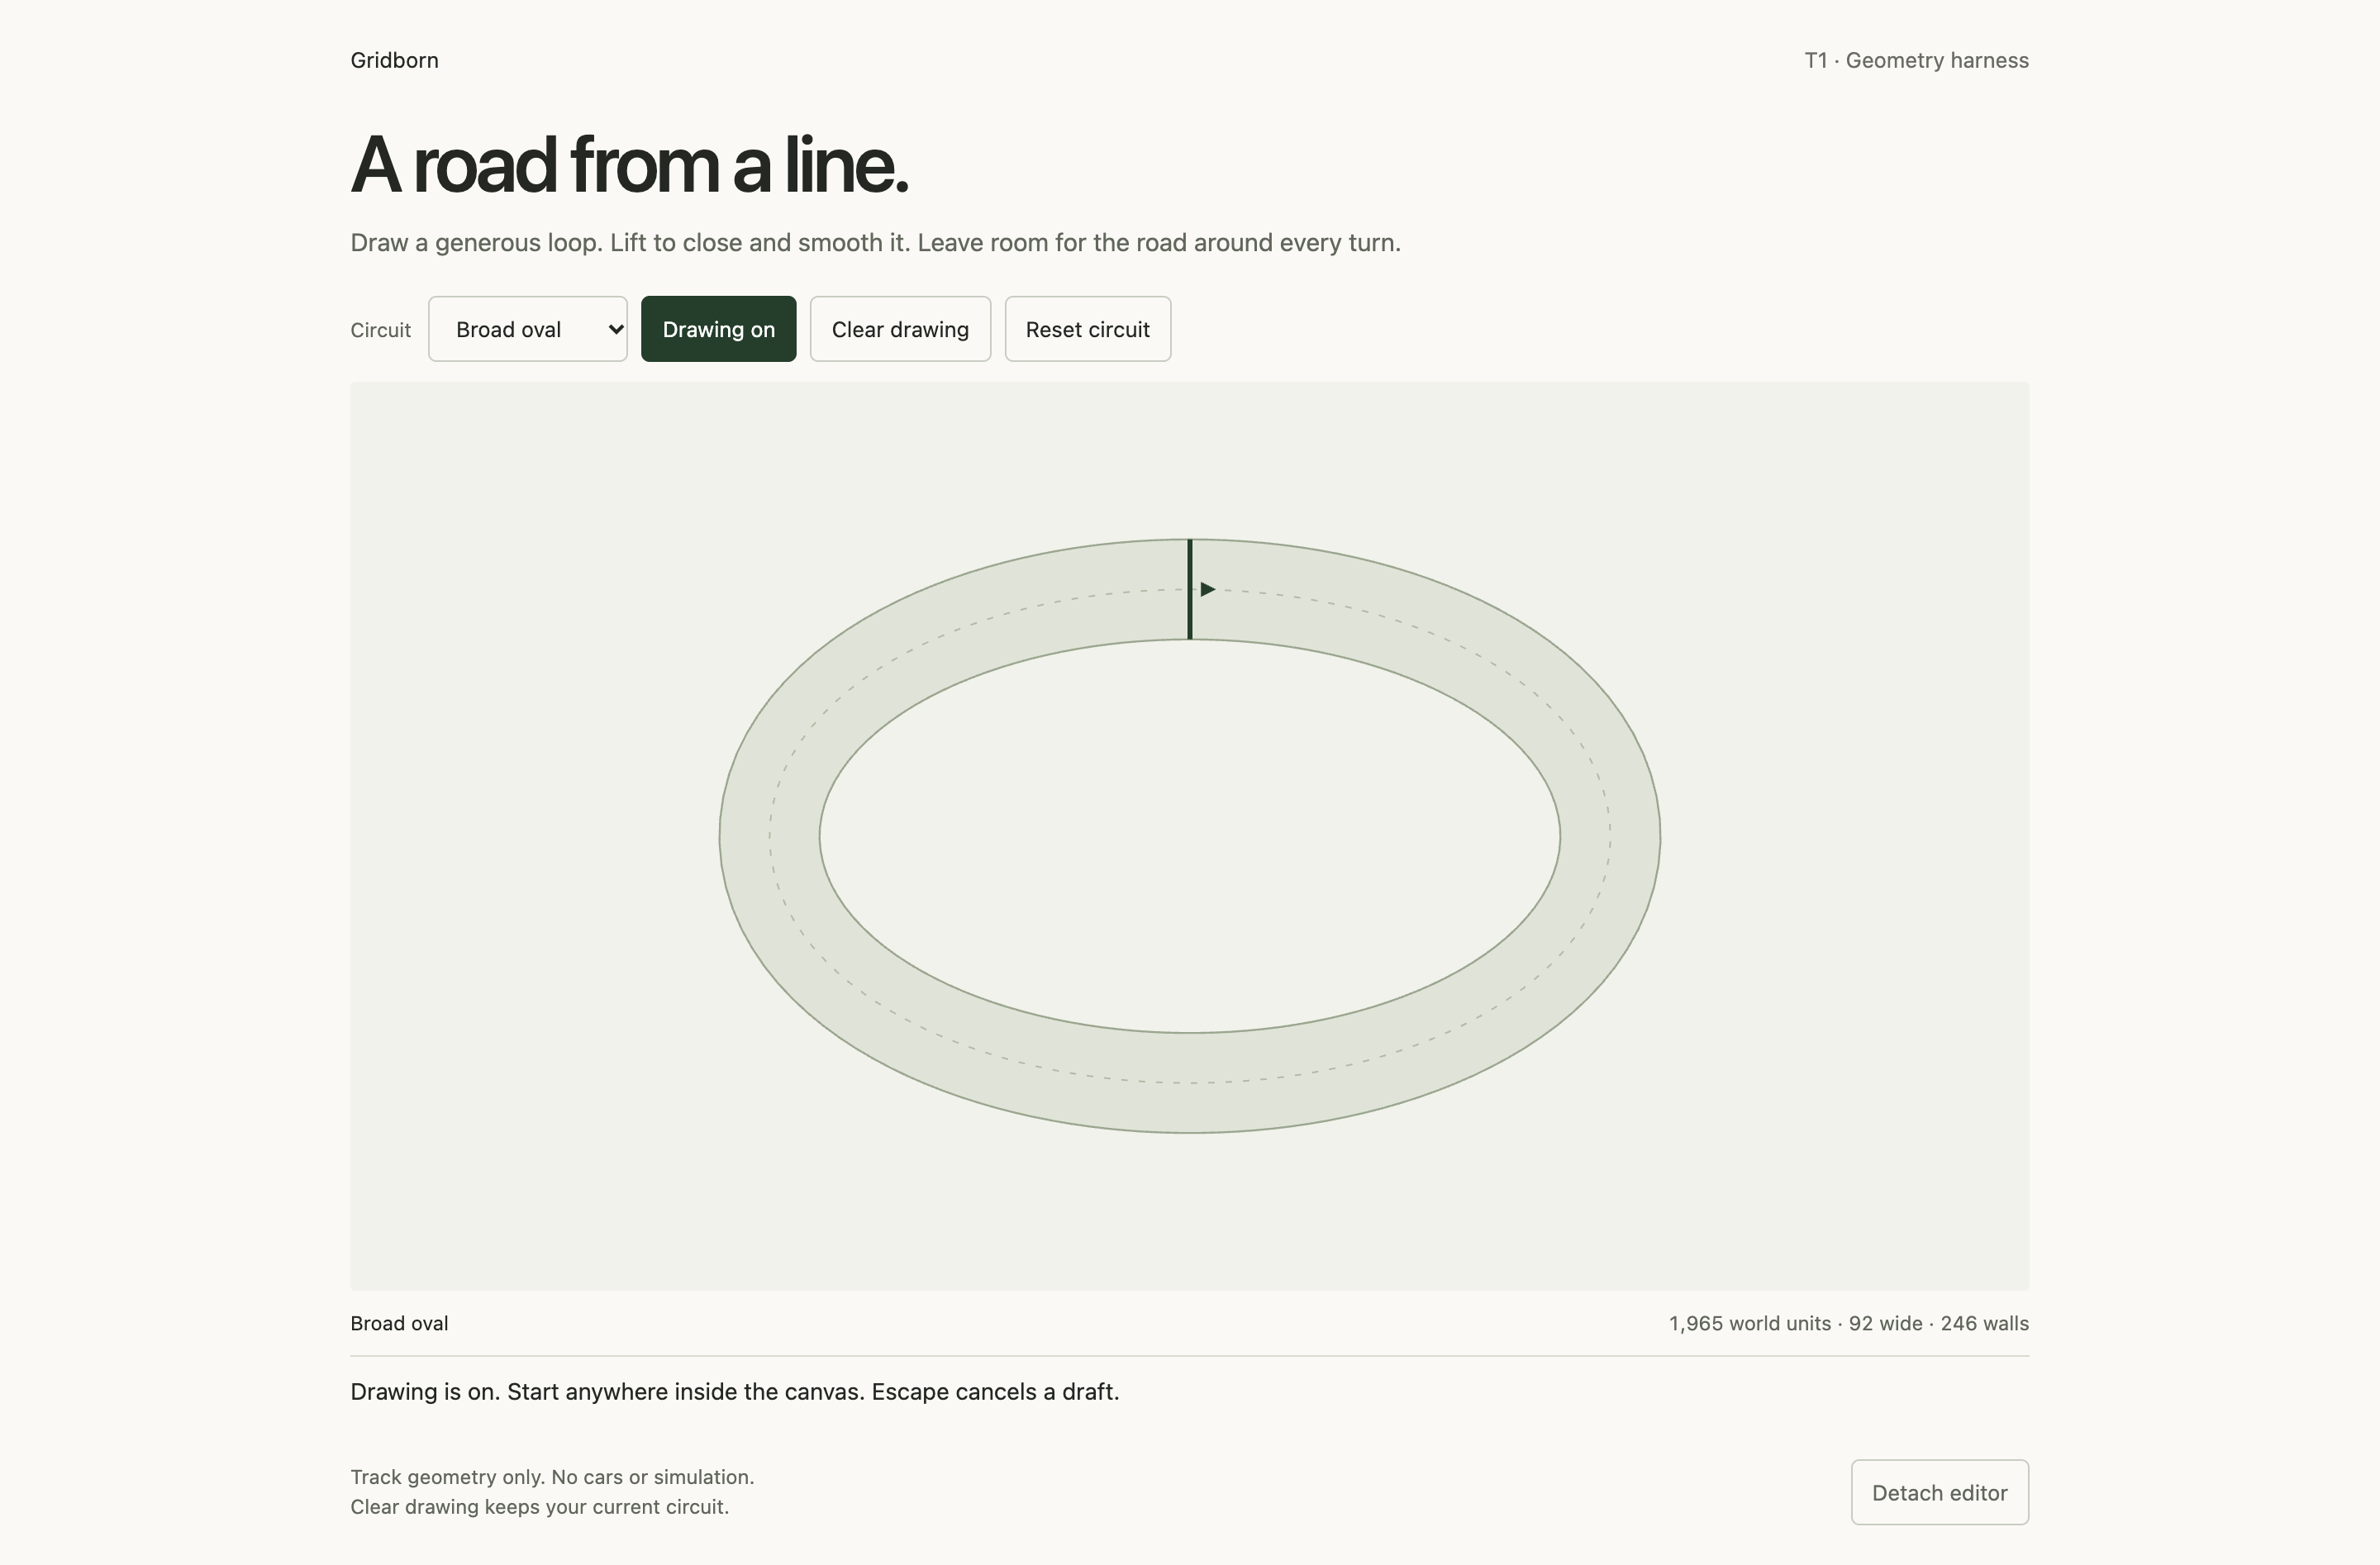 Gridborn
T1 · Geometry harness
A road from a line.
Draw a generous loop. Lift to close and smooth it. Leave room for the road around every turn.
Circuit
Broad oval
Drawing on
Clear drawing
Reset circuit
Broad oval
1,965 world units · 92 wide · 246 walls
Drawing is on. Start anywhere inside the canvas. Escape cancels a draft.
Track geometry only. No cars or simulation.
Clear drawing keeps your current circuit.
Detach editor